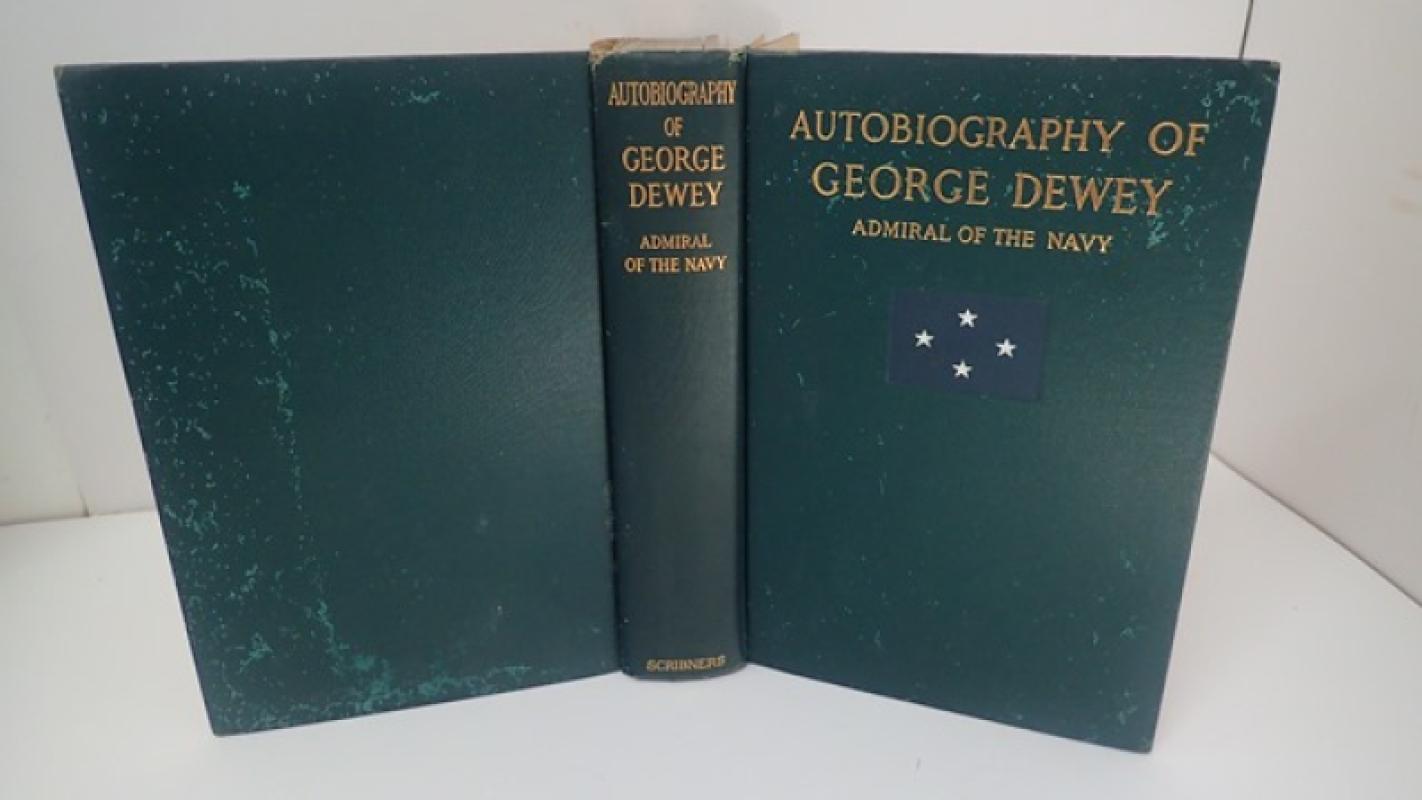 AUTOBIOGRAPHY
OF
GEORGE
DEWEY
ADMIRAL
OF THE NAVY
SCRIBNERS
AUTOBIOGRAPHY OF
GEORGE DEWEY
ADMIRAL OF THE NAVY